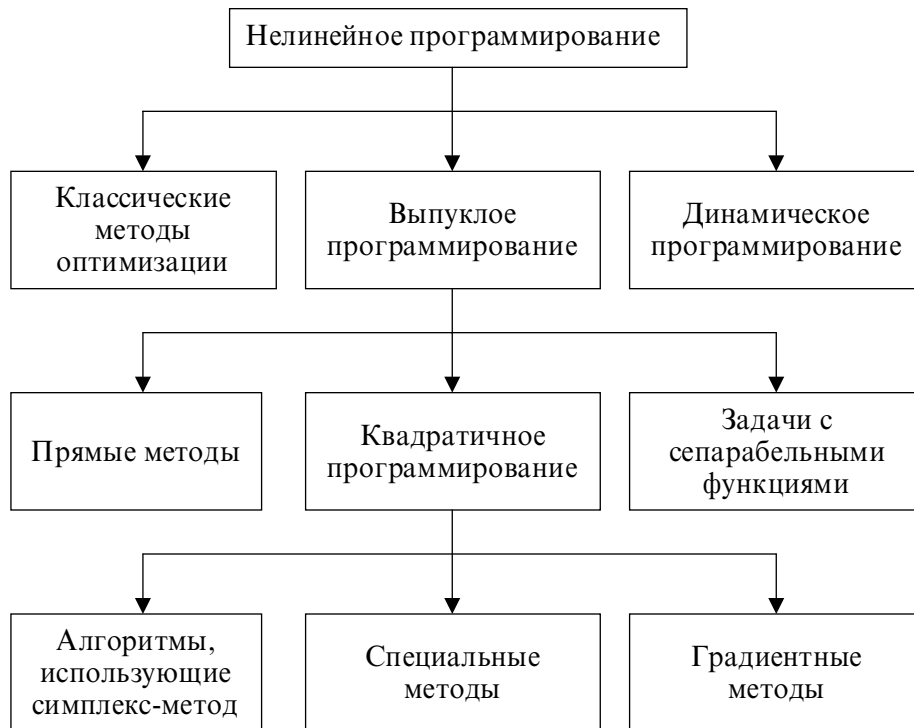 Нелинейное программирование
Классические
методы
оптимизации
Выпуклое
программирование
Динамическое
программирование
Прямые методы
Квадратичное
программирование
Задачи с
сепарабельными
функциями
Алгоритмы,
использующие
симплекс-метод
Специальные
методы
Градиентные
методы